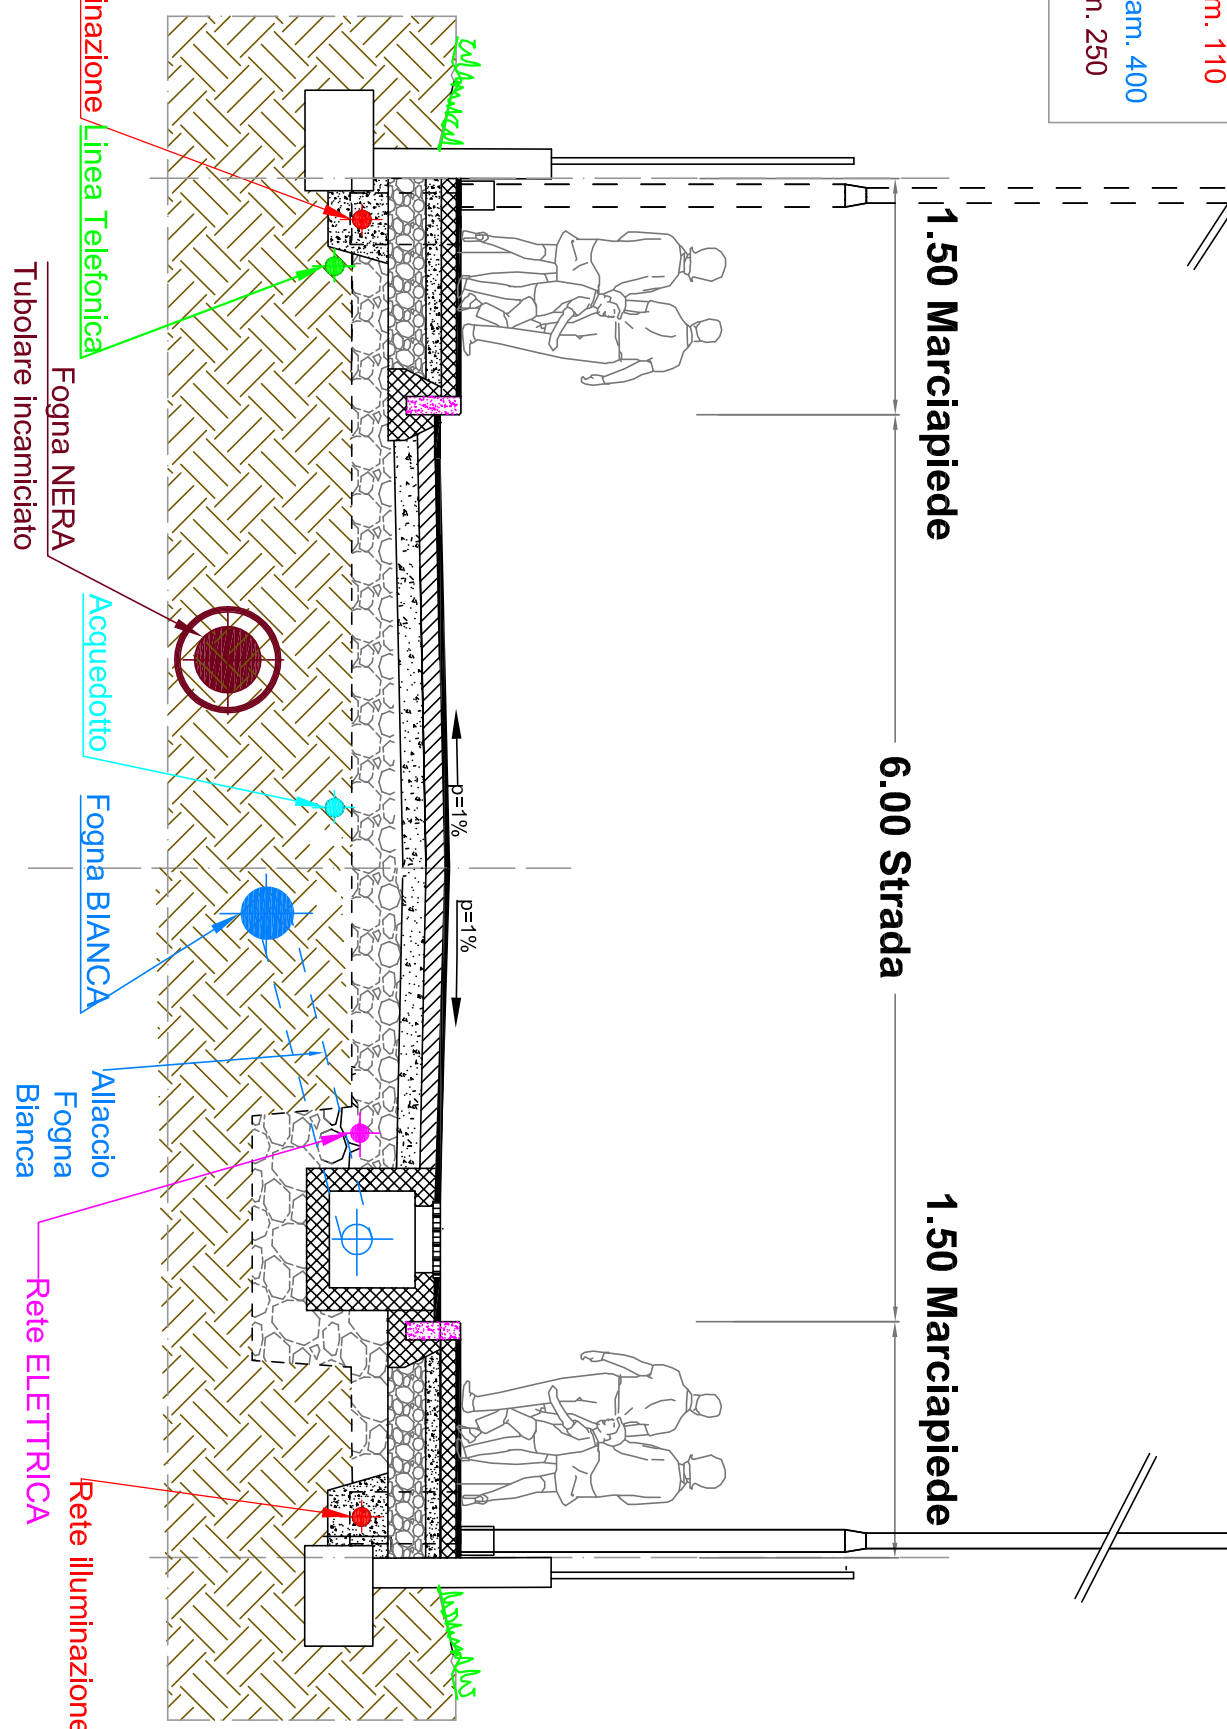 m. 110
am. 400
n. 250
1.50 Marciapiede
6.00 Strada
1.50 Marciapiede
p=1%
p=1%
inazione
Linea Telefonica
Fogna NERA
Tubolare incamiciato
Acquedotto
Fogna BIANCA
Allaccio
Fogna
Bianca
Rete ELETTRICA
Rete illuminazione